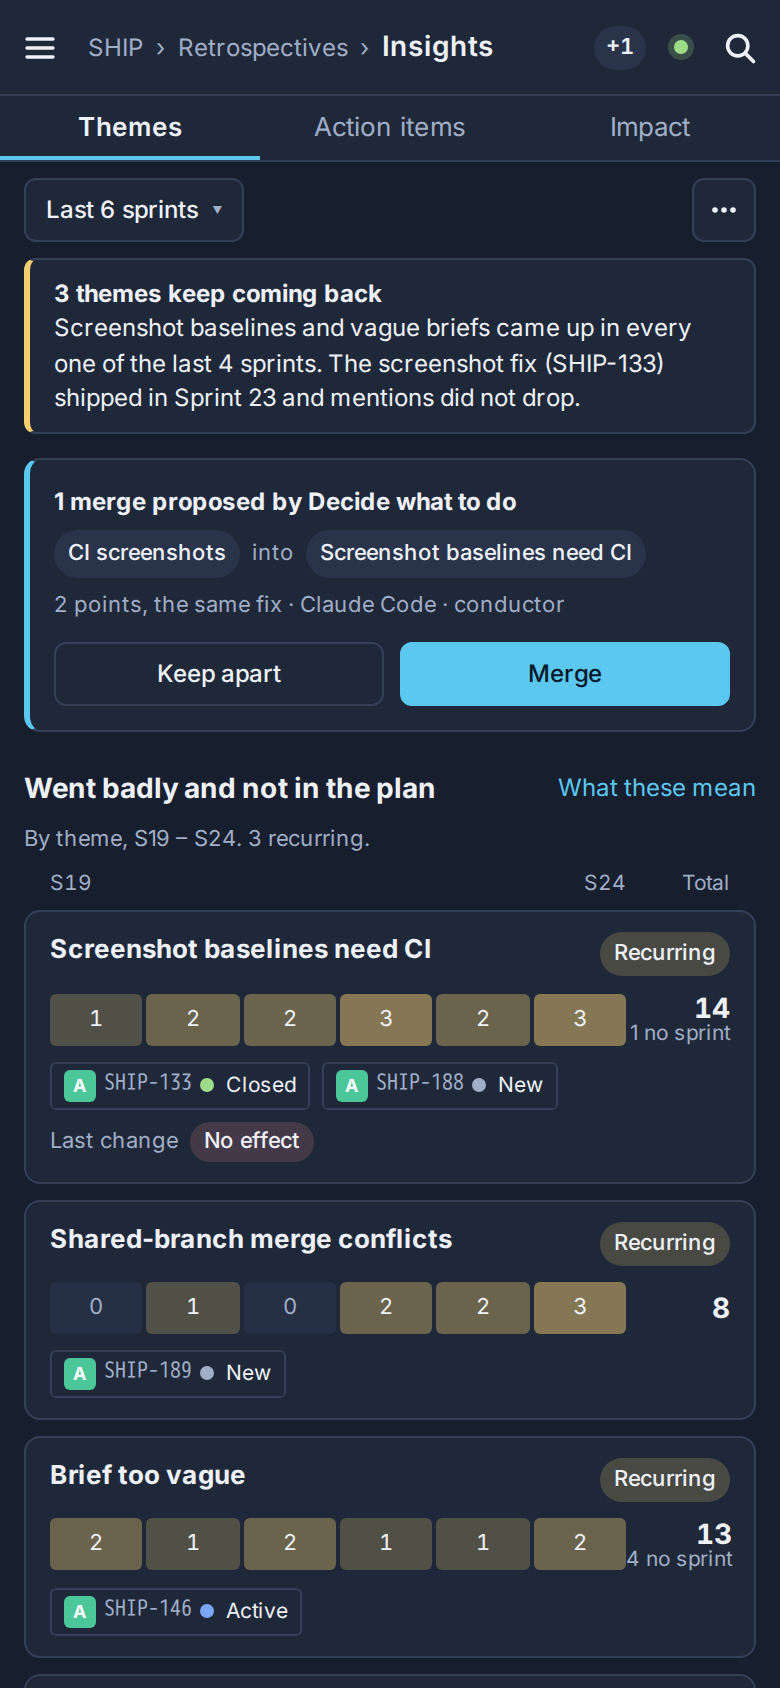 SHIP › Retrospectives › Insights +1
Themes Action items Impact
Last 6 sprints ▾ •••
3 themes keep coming back
Screenshot baselines and vague briefs came up in every
one of the last 4 sprints. The screenshot fix (SHIP-133)
shipped in Sprint 23 and mentions did not drop.
1 merge proposed by Decide what to do
CI screenshots into Screenshot baselines need CI
2 points, the same fix · Claude Code · conductor
Keep apart Merge
Went badly and not in the plan What these mean
By theme, S19 – S24. 3 recurring.
S19 S24 Total
Screenshot baselines need CI Recurring
1 2 2 3 2 3 14
1 no sprint
A SHIP-133 Closed A SHIP-188 New
Last change No effect
Shared-branch merge conflicts Recurring
0 1 0 2 2 3 8
A SHIP-189 New
Brief too vague Recurring
2 1 2 1 1 2 13
4 no sprint
A SHIP-146 Active